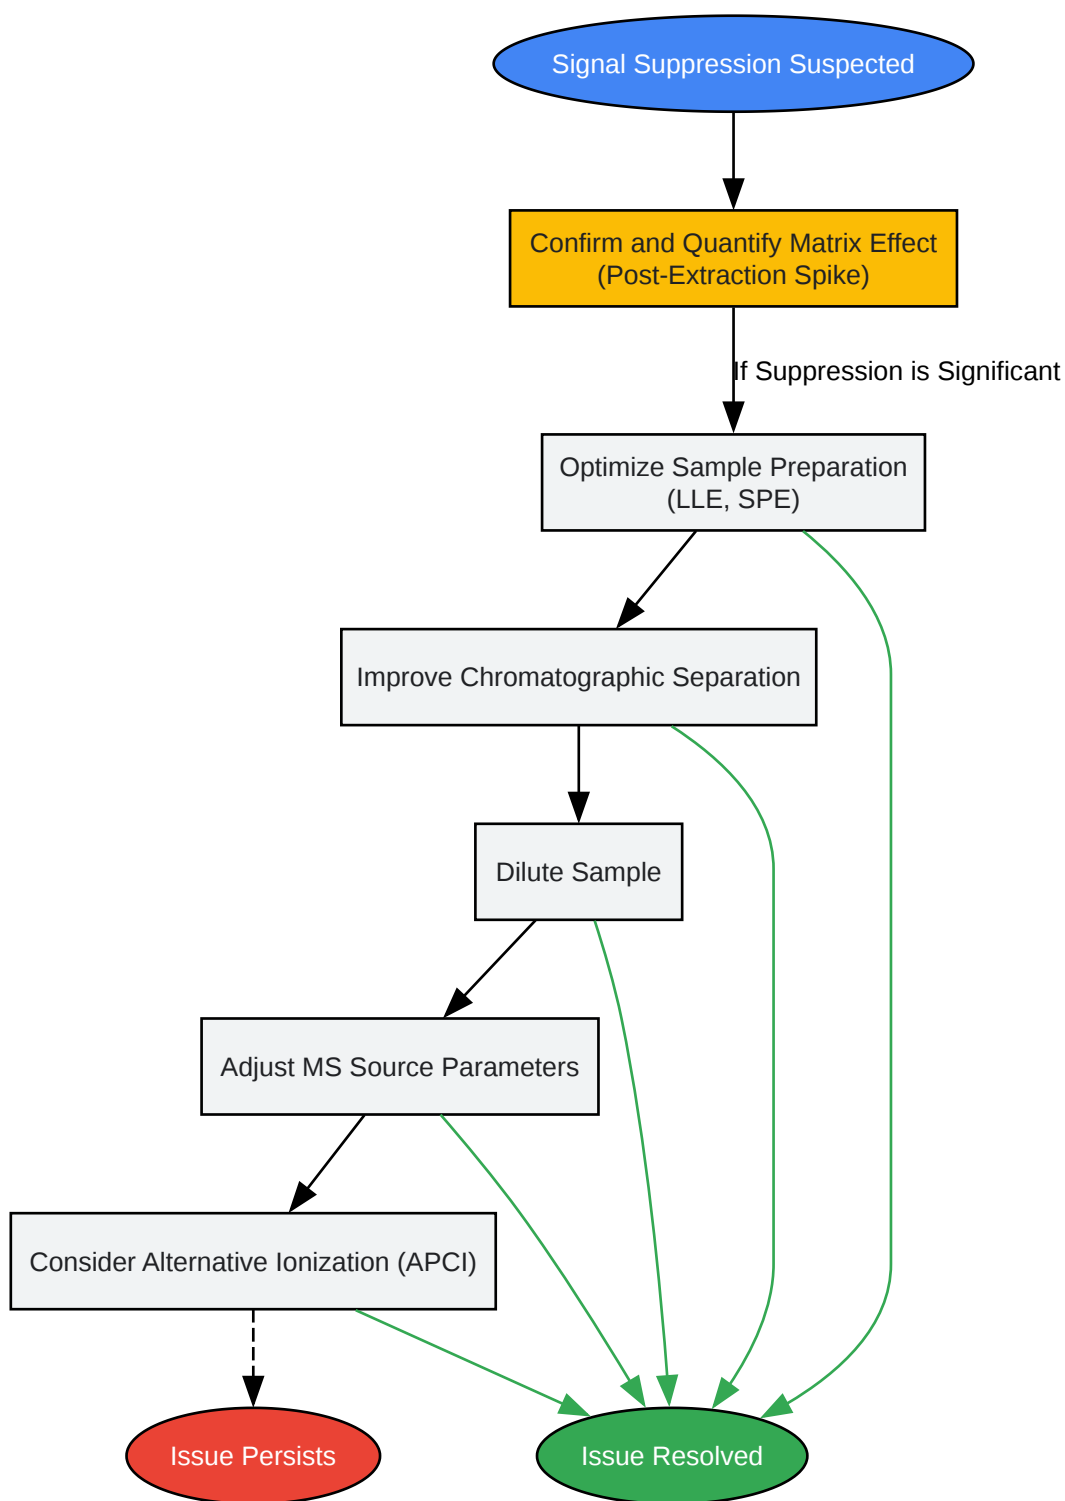 Signal Suppression Suspected
Confirm and Quantify Matrix Effect
(Post-Extraction Spike)
If Suppression is Significant
Optimize Sample Preparation
(LLE, SPE)
Improve Chromatographic Separation
Dilute Sample
Adjust MS Source Parameters
Consider Alternative Ionization (APCI)
Issue Persists
Issue Resolved